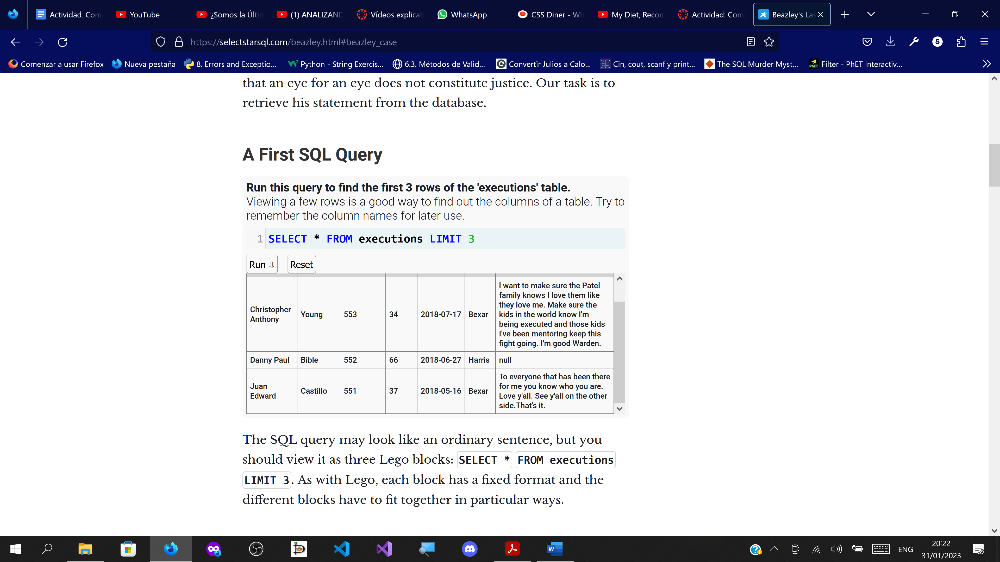 Actividad. Com
YouTube
¿Somos la Últin
(1) ANALIZAND
Vídeos explicat
WhatsApp
CSS Diner - Wh
My Diet, Recom
Actividad: Com
Beazley's Las
https://selectstarsql.com/beazley.html#beazley_case
S
Comenzar a usar Firefox
Nueva pestaña
8. Errors and Exceptio...
Python - String Exercis...
6.3. Métodos de Valid...
Convertir Julios a Calo...
Cin, cout, scanf y print...
The SQL Murder Myst...
Filter - PhET Interactiv...
that an eye for an eye does not constitute justice. Our task is to
retrieve his statement from the database.
A First SQL Query
Run this query to find the first 3 rows of the 'executions' table.
Viewing a few rows is a good way to find out the columns of a table. Try to
remember the column names for later use.
1 SELECT * FROM executions LIMIT 3
Run ⇩ Reset
Christopher Anthony Young 553 34 2018-07-17 Bexar I want to make sure the Patel
family knows I love them like
they love me. Make sure the
kids in the world know I'm
being executed and those kids
I've been mentoring keep this
fight going. I'm good Warden.
Danny Paul Bible 552 66 2018-06-27 Harris null
Juan Edward Castillo 551 37 2018-05-16 Bexar To everyone that has been there
for me you know who you are.
Love y'all. See y'all on the other
side.That's it.
The SQL query may look like an ordinary sentence, but you
should view it as three Lego blocks: SELECT * FROM executions
LIMIT 3. As with Lego, each block has a fixed format and the
different blocks have to fit together in particular ways.
ENG
20:22
31/01/2023